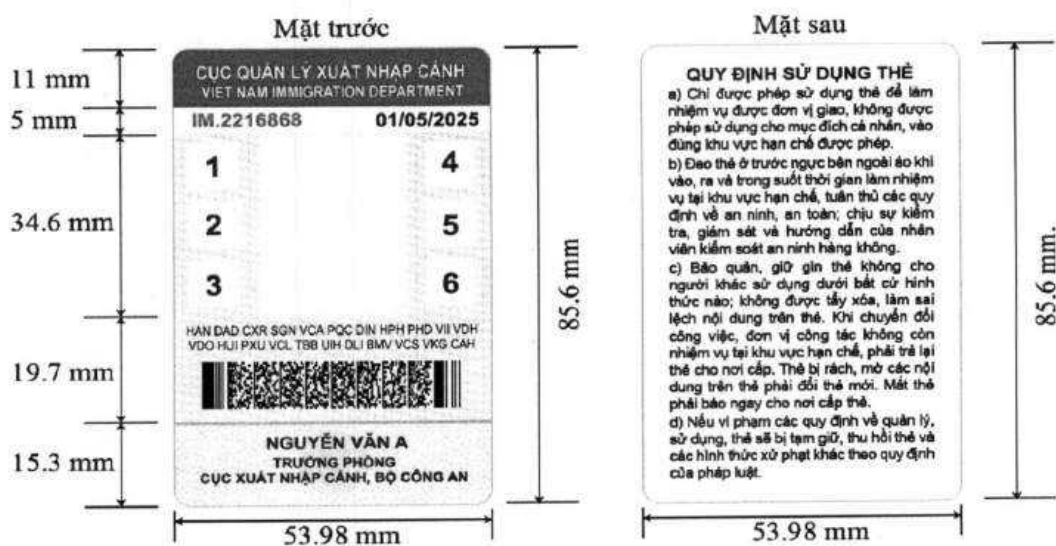 Mặt trước
11 mm
5 mm
34.6 mm
19.7 mm
15.3 mm
CỤC QUẢN LÝ XUẤT NHẬP CẢNH
VIET NAM IMMIGRATION DEPARTMENT
IM.2216868 01/05/2025
1 4
2 5
3 6
HAN DAD CXR SGN VCA PQC DIN HPH PHD VII VDH
VDO HUI PXU VCL TBB UIH DLI BMV VCS VKG CAH
NGUYỄN VĂN A
TRƯỞNG PHÒNG
CỤC XUẤT NHẬP CẢNH, BỘ CÔNG AN
85.6 mm
53.98 mm
Mặt sau
QUY ĐỊNH SỬ DỤNG THẺ
a) Chỉ được phép sử dụng thẻ để làm
nhiệm vụ được đơn vị giao, không được
phép sử dụng cho mục đích cá nhân, vào
đúng khu vực hạn chế được phép.
b) Đeo thẻ ở trước ngực bên ngoài áo khi
vào, ra và trong suốt thời gian làm nhiệm
vụ tại khu vực hạn chế, tuân thủ các quy
định về an ninh, an toàn; chịu sự kiểm
tra, giám sát và hướng dẫn của nhân
viên kiểm soát an ninh hàng không.
c) Bảo quản, giữ gìn thẻ không cho
người khác sử dụng dưới bất cứ hình
thức nào; không được tẩy xóa, làm sai
lệch nội dung trên thẻ. Khi chuyển đổi
công việc, đơn vị công tác không còn
nhiệm vụ tại khu vực hạn chế, phải trả lại
thẻ cho nơi cấp. Thẻ bị rách, mờ các nội
dung trên thẻ phải đổi thẻ mới. Mất thẻ
phải báo ngay cho nơi cấp thẻ.
d) Nếu vi phạm các quy định về quản lý,
sử dụng, thẻ sẽ bị tạm giữ, thu hồi thẻ và
các hình thức xử phạt khác theo quy định
của pháp luật.
85.6 mm.
53.98 mm